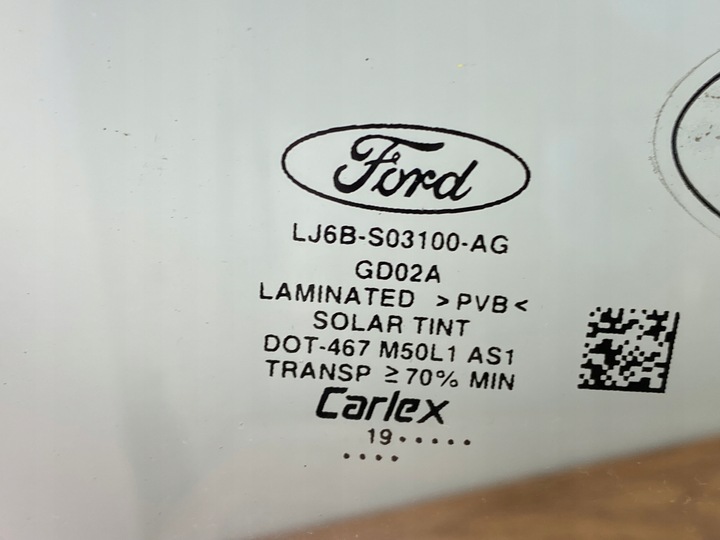 Ford
LJ6B-S03100-AG
GD02A
LAMINATED >PVB<
SOLAR TINT
DOT-467 M50L1 AS1
TRANSP ≥70% MIN
Carlex
19·····
····